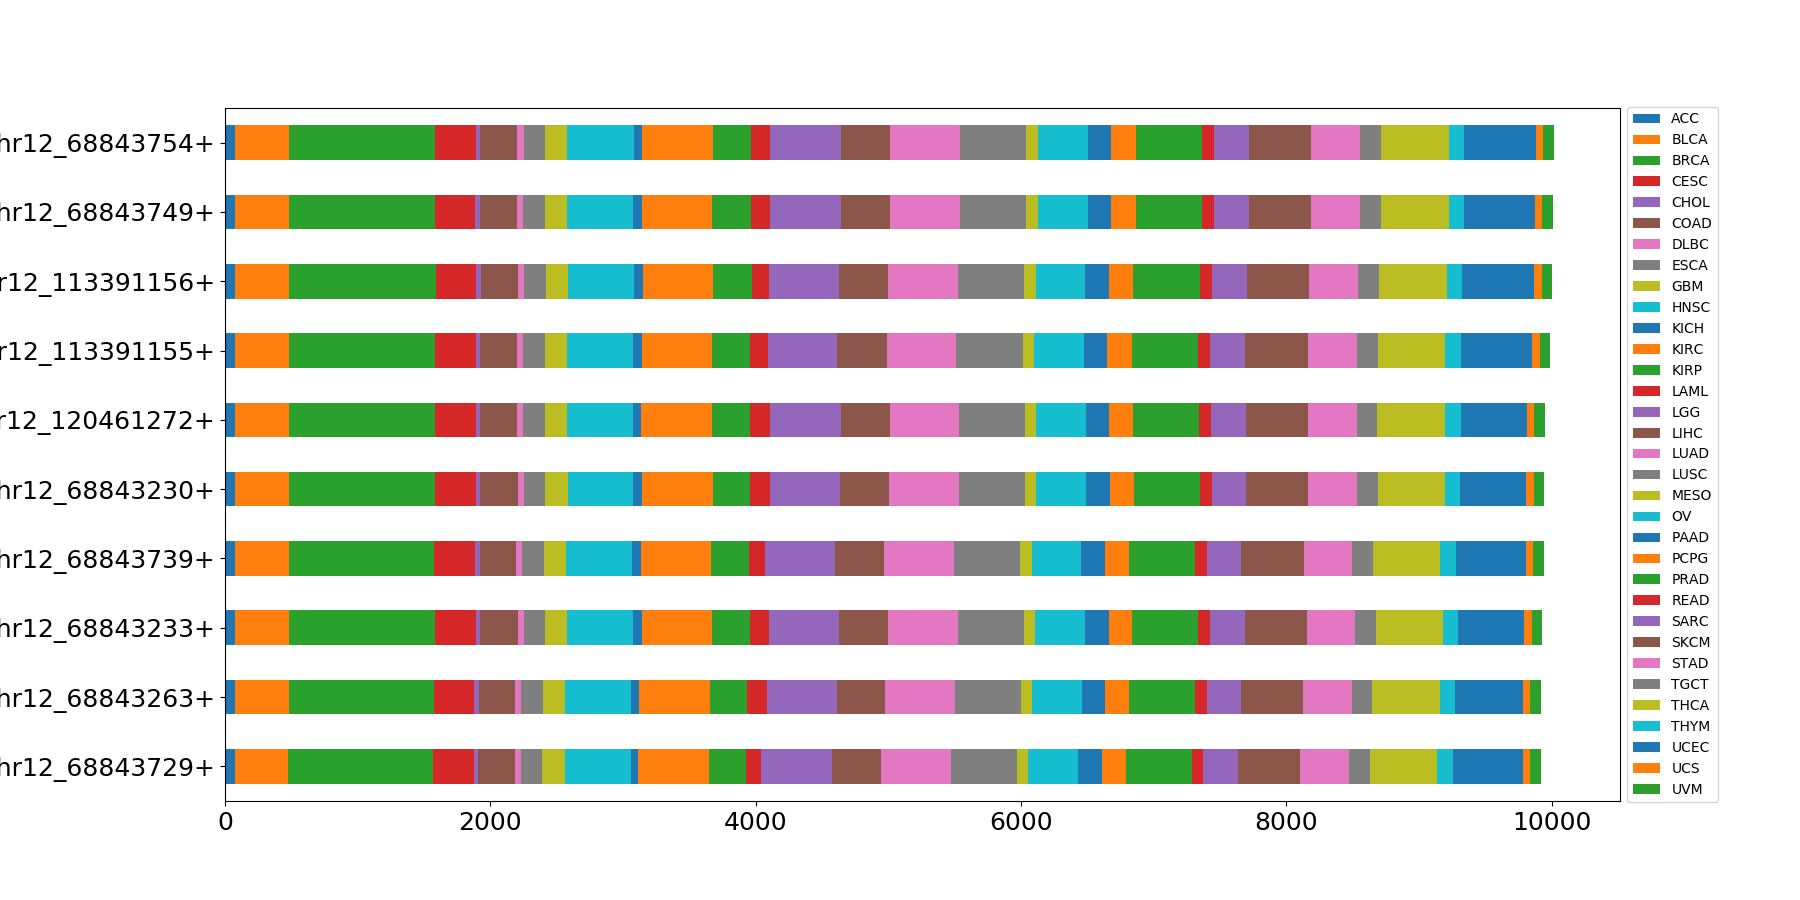 hr12_68843754+
hr12_68843749+
r12_113391156+
r12_113391155+
r12_120461272+
hr12_68843230+
hr12_68843739+
hr12_68843233+
hr12_68843263+
hr12_68843729+
0 2000 4000 6000 8000 10000
ACC
BLCA
BRCA
CESC
CHOL
COAD
DLBC
ESCA
GBM
HNSC
KICH
KIRC
KIRP
LAML
LGG
LIHC
LUAD
LUSC
MESO
OV
PAAD
PCPG
PRAD
READ
SARC
SKCM
STAD
TGCT
THCA
THYM
UCEC
UCS
UVM